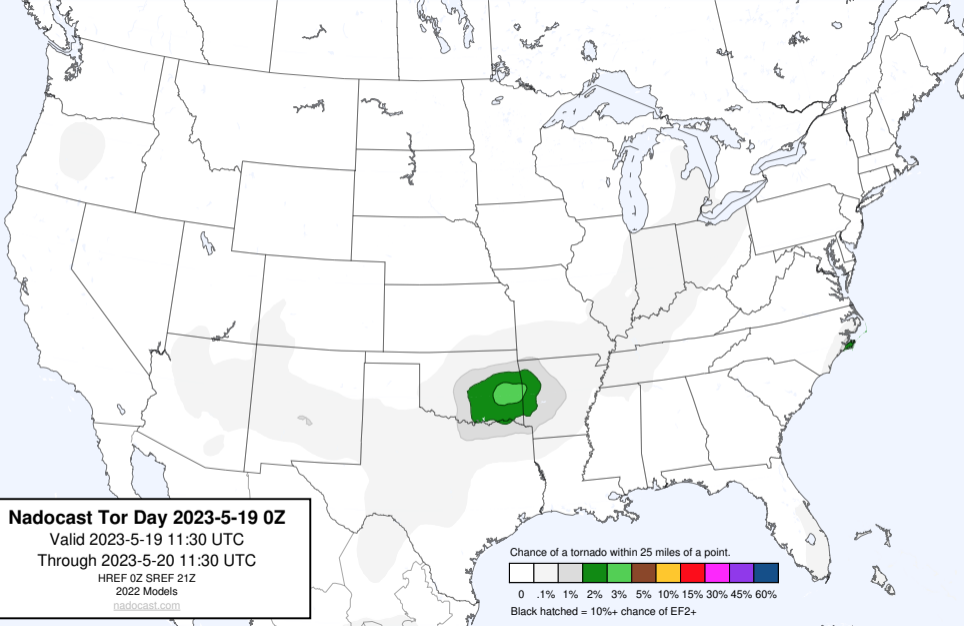 Nadocast Tor Day 2023-5-19 0Z
Valid 2023-5-19 11:30 UTC
Through 2023-5-20 11:30 UTC
HREF 0Z SREF 21Z
2022 Models
nadocast.com
Chance of a tornado within 25 miles of a point.
0 .1% 1% 2% 3% 5% 10% 15% 30% 45% 60%
Black hatched = 10%+ chance of EF2+